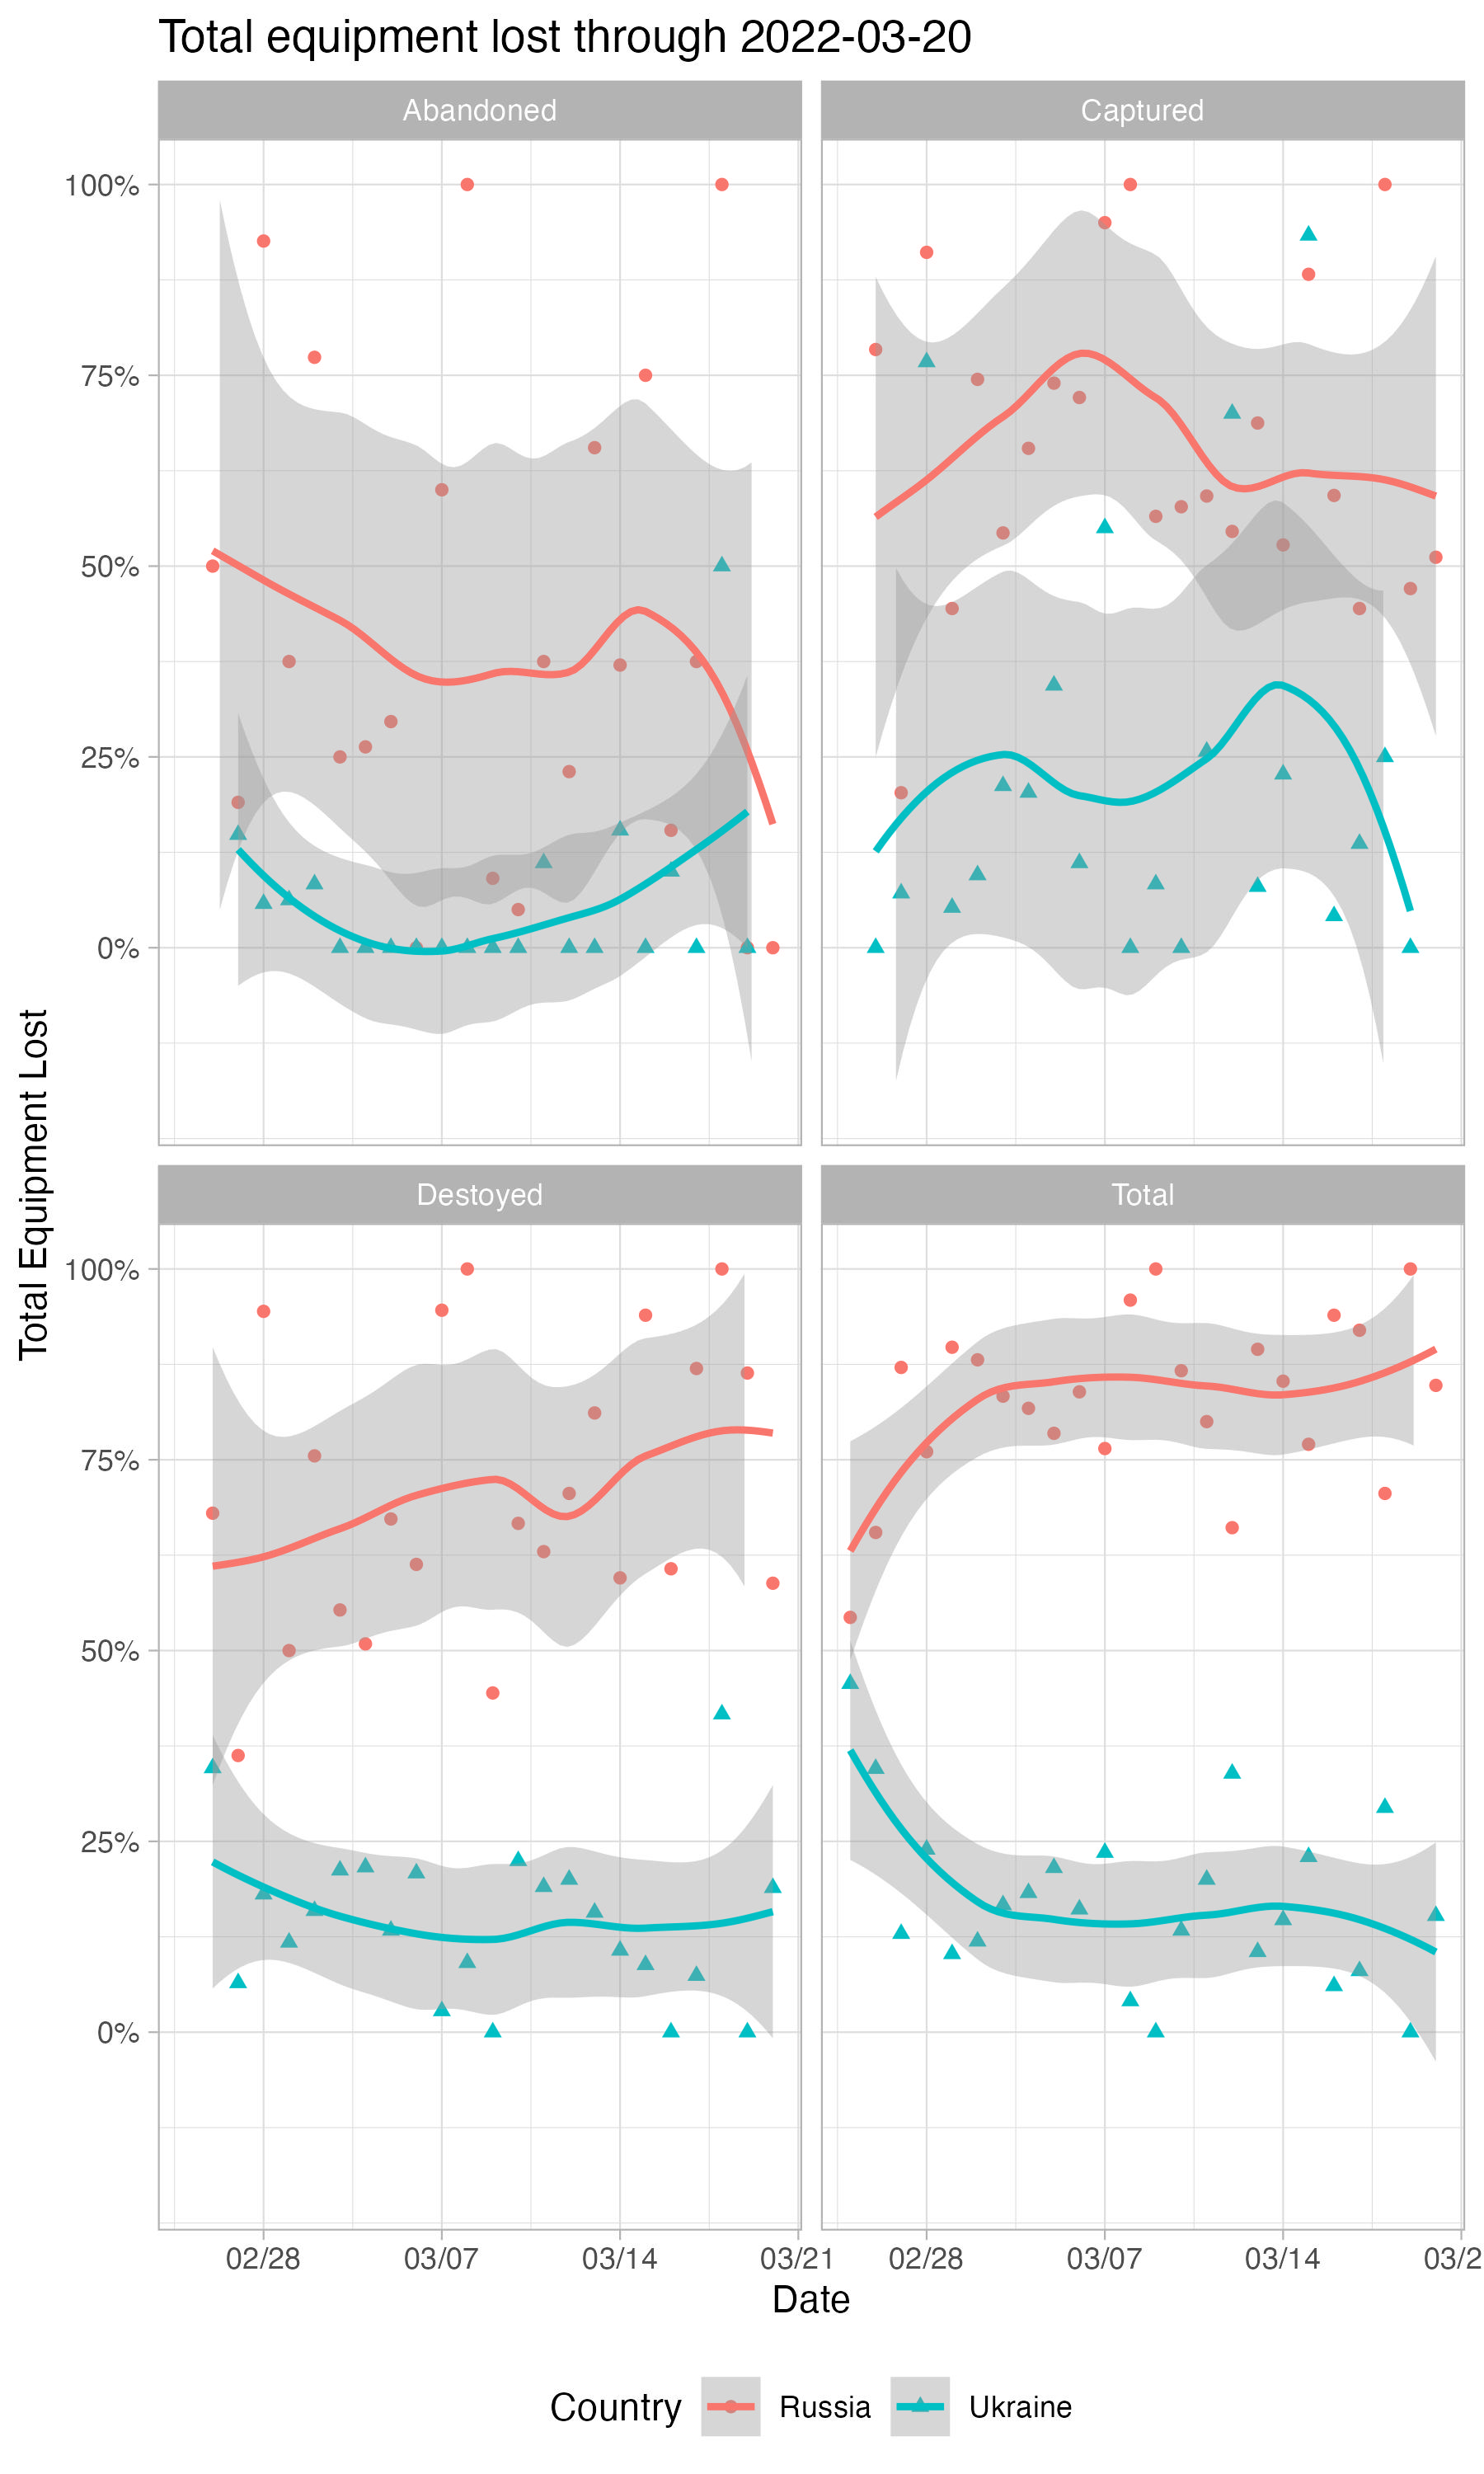 Total equipment lost through 2022-03-20
Abandoned
Captured
100%
75%
50%
25%
0%
Total Equipment Lost
Destoyed
Total
100%
75%
50%
25%
0%
02/28
03/07
03/14
03/21
02/28
03/07
03/14
03/2
Date
Country
Russia
Ukraine